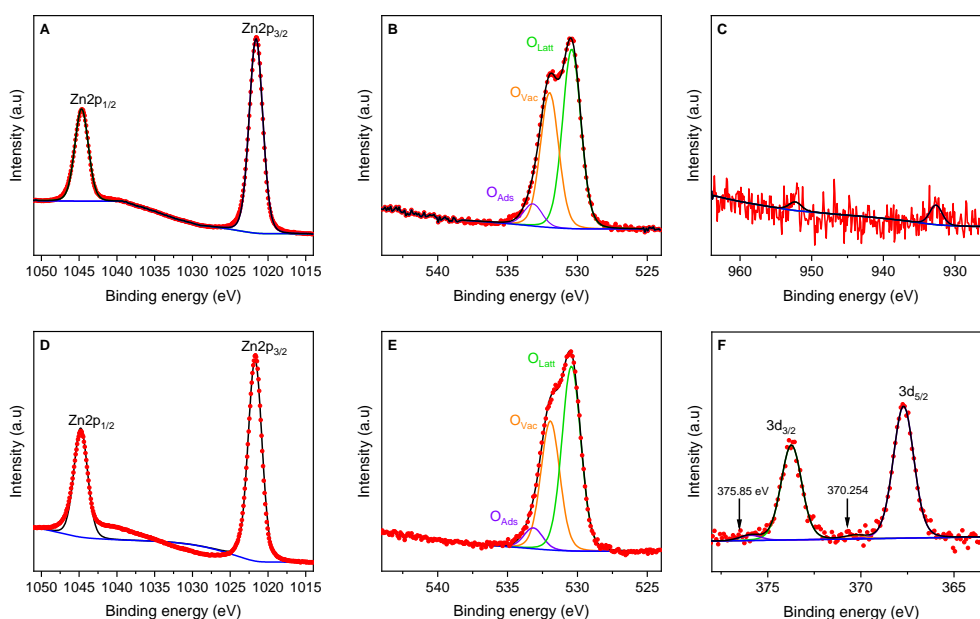 A
Zn2p3/2
Zn2p1/2
Intensity (a.u)
1050 1045 1040 1035 1030 1025 1020 1015
Binding energy (eV)
B
OLatt
OVac
OAds
Intensity (a.u)
540 535 530 525
Binding energy (eV)
C
Intensity (a.u)
960 950 940 930
Binding energy (eV)
D
Zn2p3/2
Zn2p1/2
Intensity (a.u)
1050 1045 1040 1035 1030 1025 1020 1015
Binding energy (eV)
E
OLatt
OVac
OAds
Intensity (a.u)
540 535 530 525
Binding energy (eV)
F
3d5/2
3d3/2
375.85 eV
370.254
Intensity (a.u)
375 370 365
Binding energy (eV)